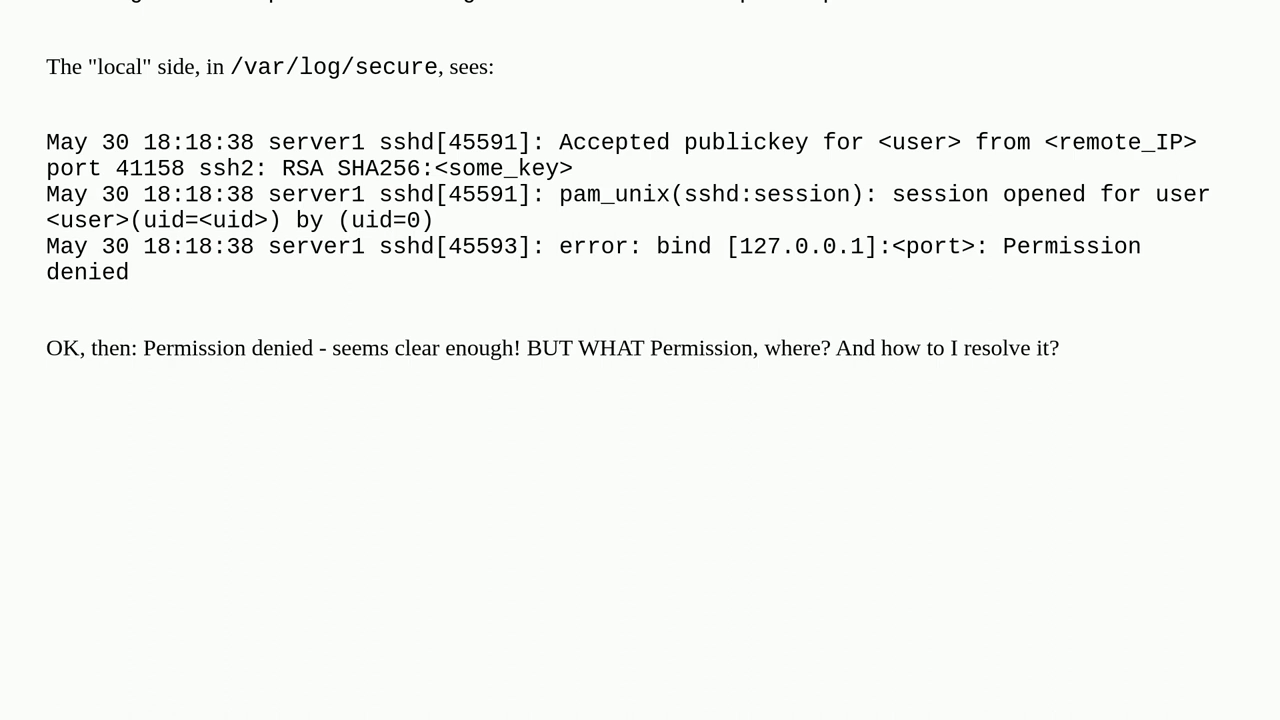 The "local" side, in /var/log/secure, sees:
May 30 18:18:38 server1 sshd[45591]: Accepted publickey for <user> from <remote_IP>
port 41158 ssh2: RSA SHA256:<some_key>
May 30 18:18:38 server1 sshd[45591]: pam_unix(sshd:session): session opened for user
<user>(uid=<uid>) by (uid=0)
May 30 18:18:38 server1 sshd[45593]: error: bind [127.0.0.1]:<port>: Permission
denied
OK, then: Permission denied - seems clear enough! BUT WHAT Permission, where? And how to I resolve it?